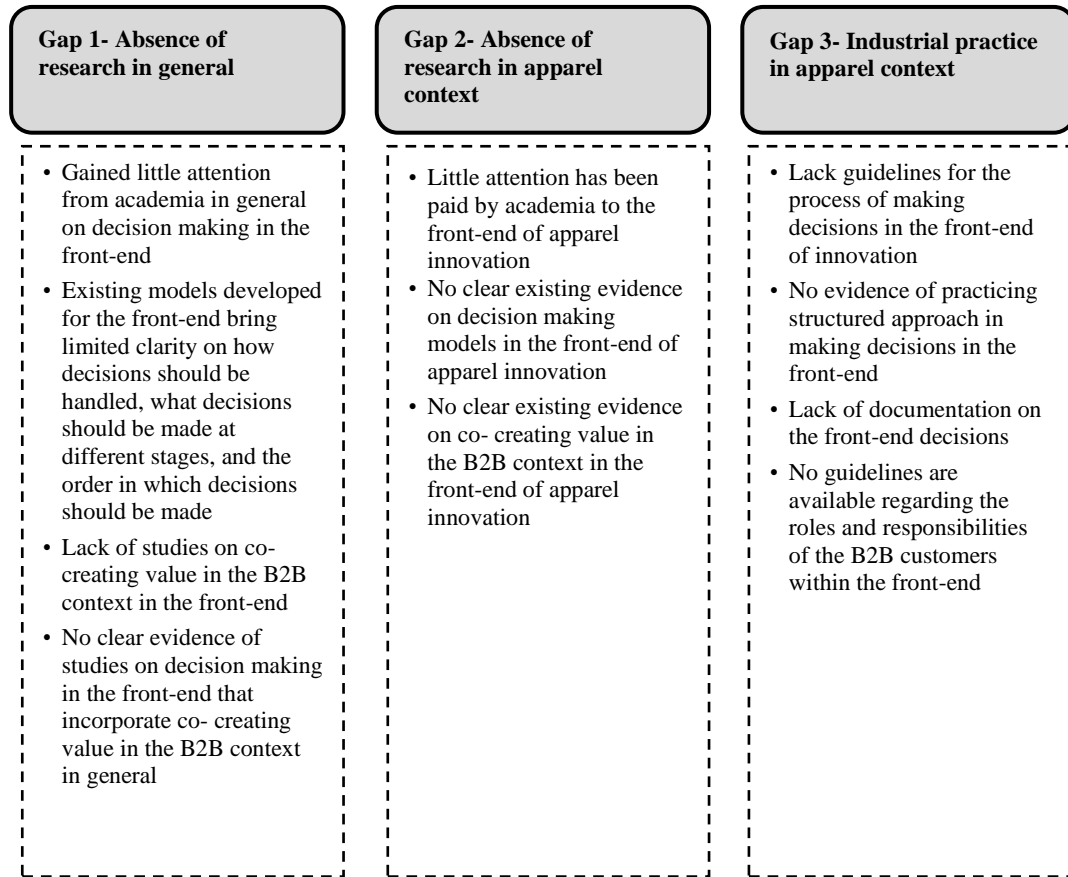 Gap 1- Absence of
research in general
• Gained little attention
from academia in general
on decision making in the
front-end
• Existing models developed
for the front-end bring
limited clarity on how
decisions should be
handled, what decisions
should be made at
different stages, and the
order in which decisions
should be made
• Lack of studies on co-
creating value in the B2B
context in the front-end
• No clear evidence of
studies on decision making
in the front-end that
incorporate co- creating
value in the B2B context
in general
Gap 2- Absence of
research in apparel
context
• Little attention has been
paid by academia to the
front-end of apparel
innovation
• No clear existing evidence
on decision making
models in the front-end of
apparel innovation
• No clear existing evidence
on co- creating value in
the B2B context in the
front-end of apparel
innovation
Gap 3- Industrial practice
in apparel context
• Lack guidelines for the
process of making
decisions in the front-end
of innovation
• No evidence of practicing
structured approach in
making decisions in the
front-end
• Lack of documentation on
the front-end decisions
• No guidelines are
available regarding the
roles and responsibilities
of the B2B customers
within the front-end